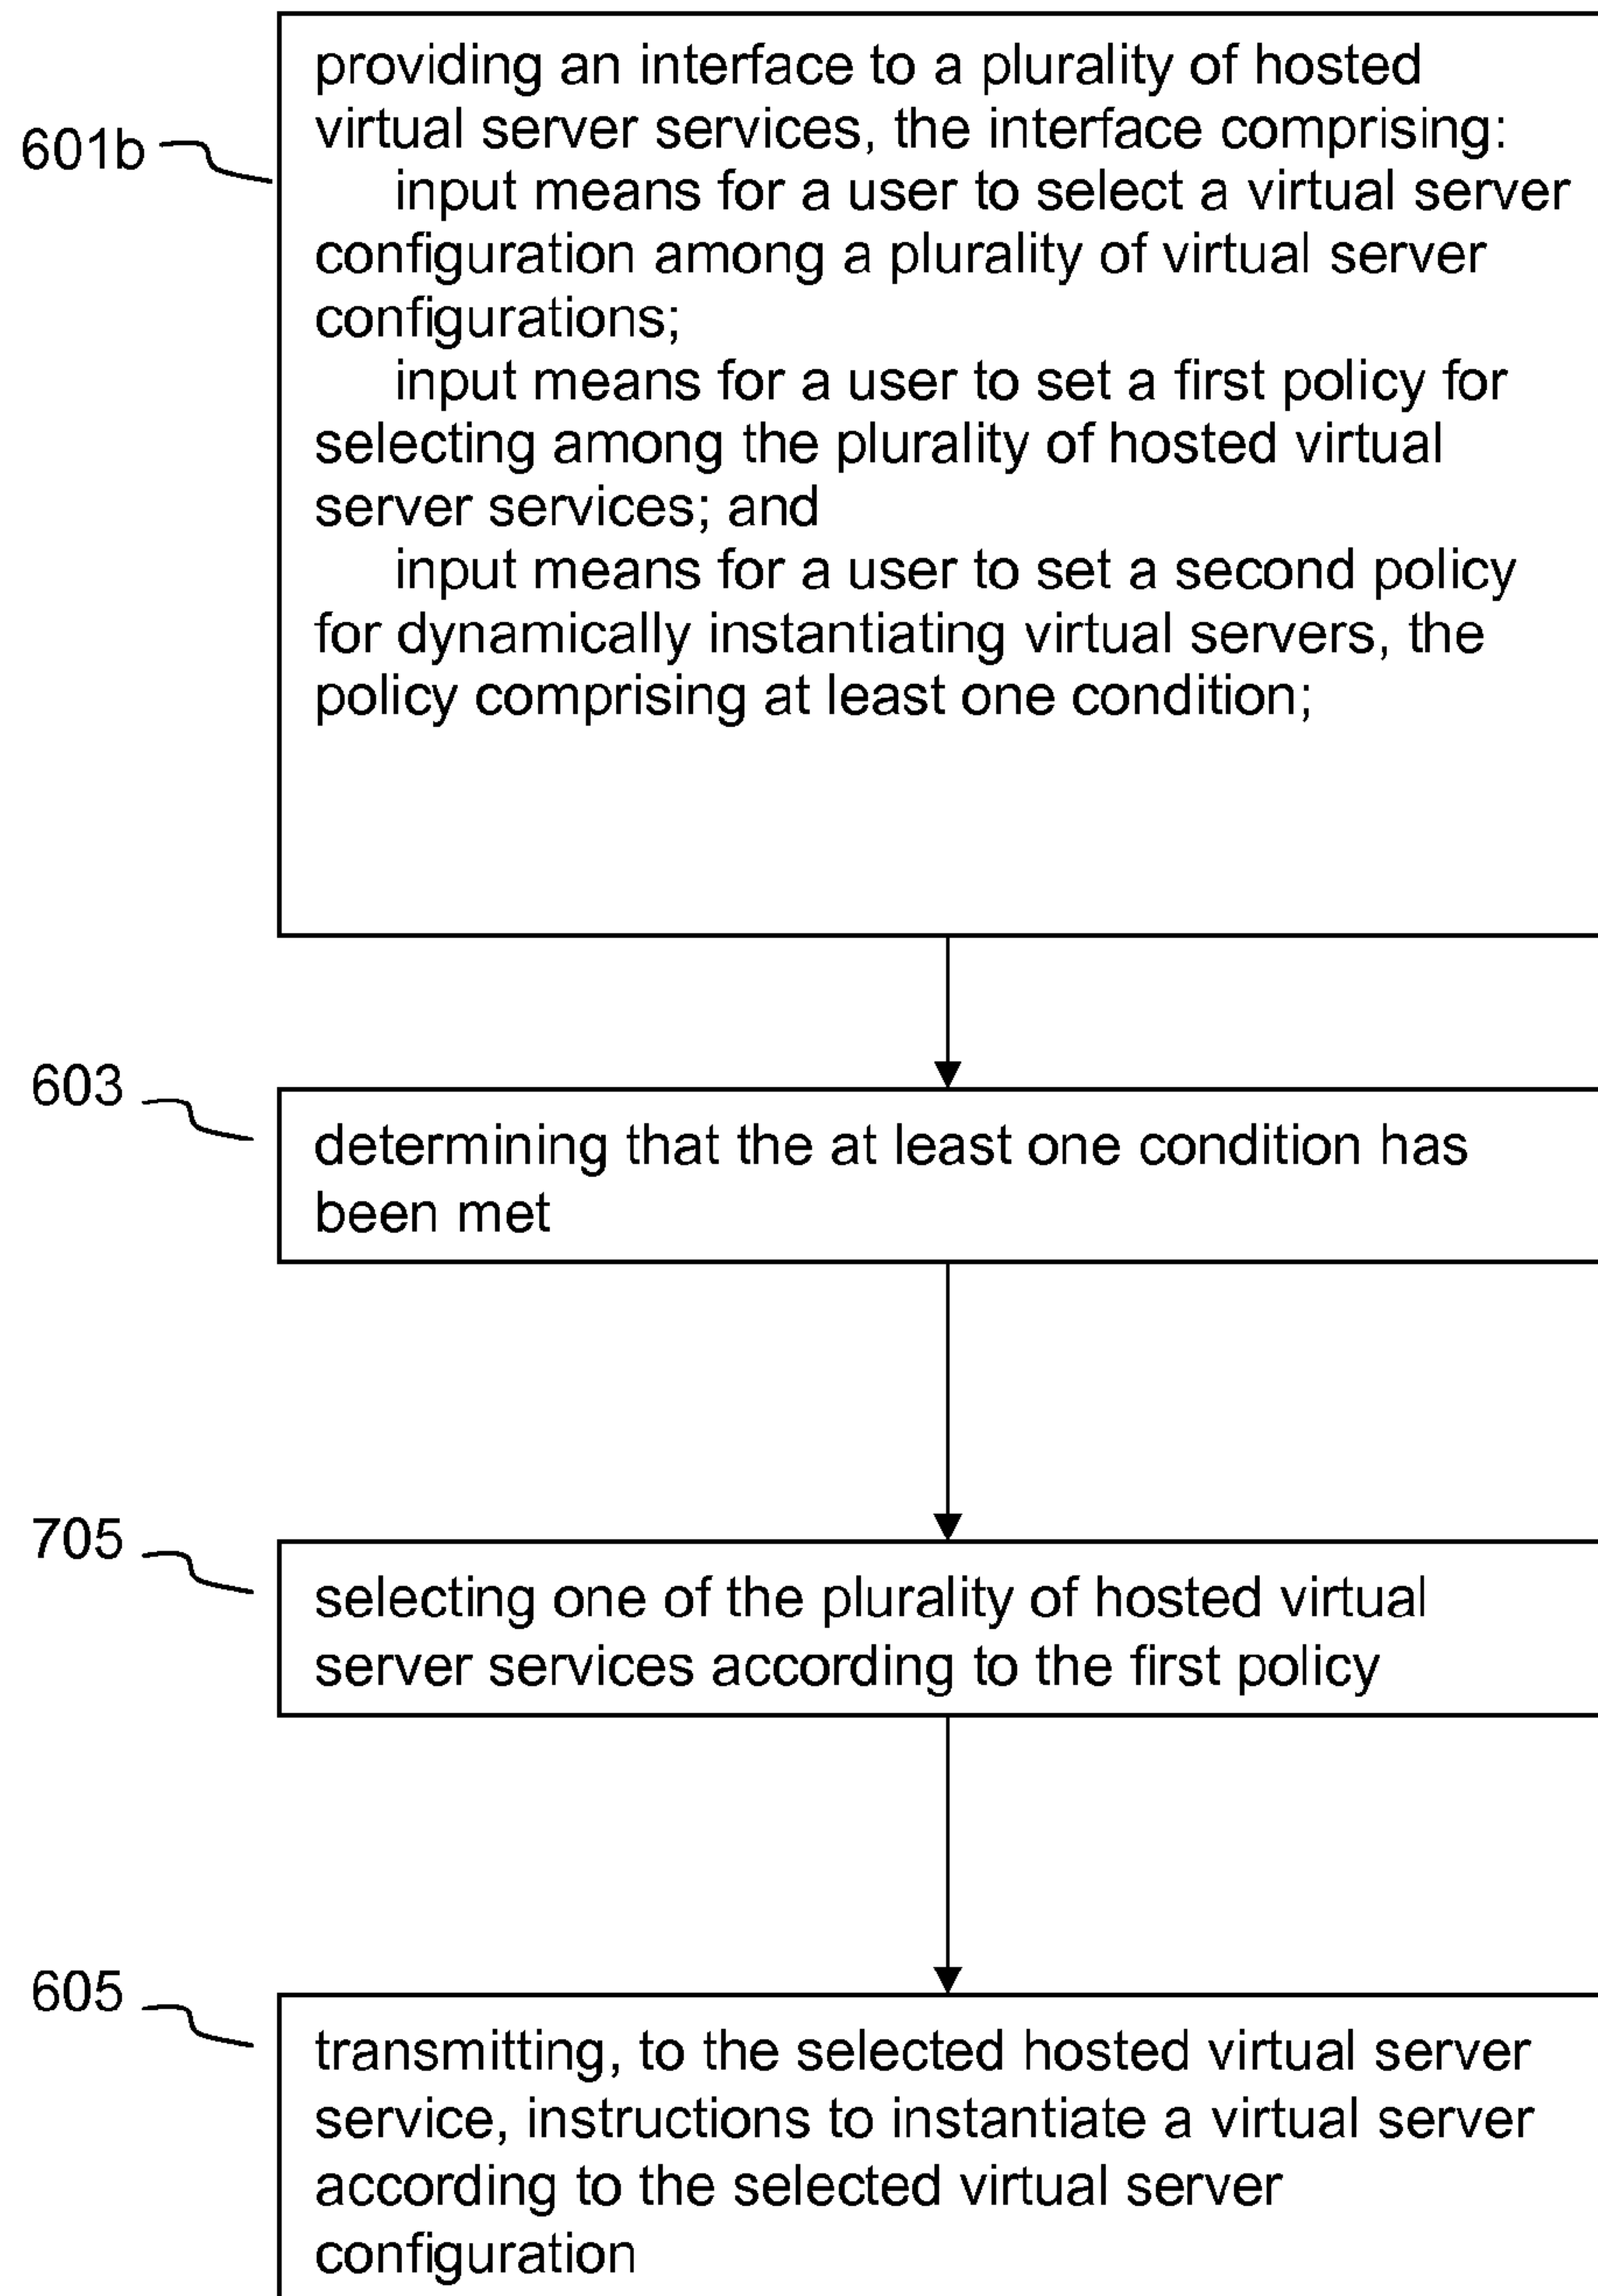 providing an interface to a plurality of hosted
virtual server services, the interface comprising:
601b
input means for a user to select a virtual server
configuration among a plurality of virtual server
configurations;
input means for a user to set a first policy for
selecting among the plurality of hosted virtual
server services; and
input means for a user to set a second policy
for dynamically instantiating virtual servers, the
policy comprising at least one condition;
603
determining that the at least one condition has
been met
705
selecting one of the plurality of hosted virtual
server services according to the first policy
605
transmitting, to the selected hosted virtual server
service, instructions to instantiate a virtual server
according to the selected virtual server
configuration